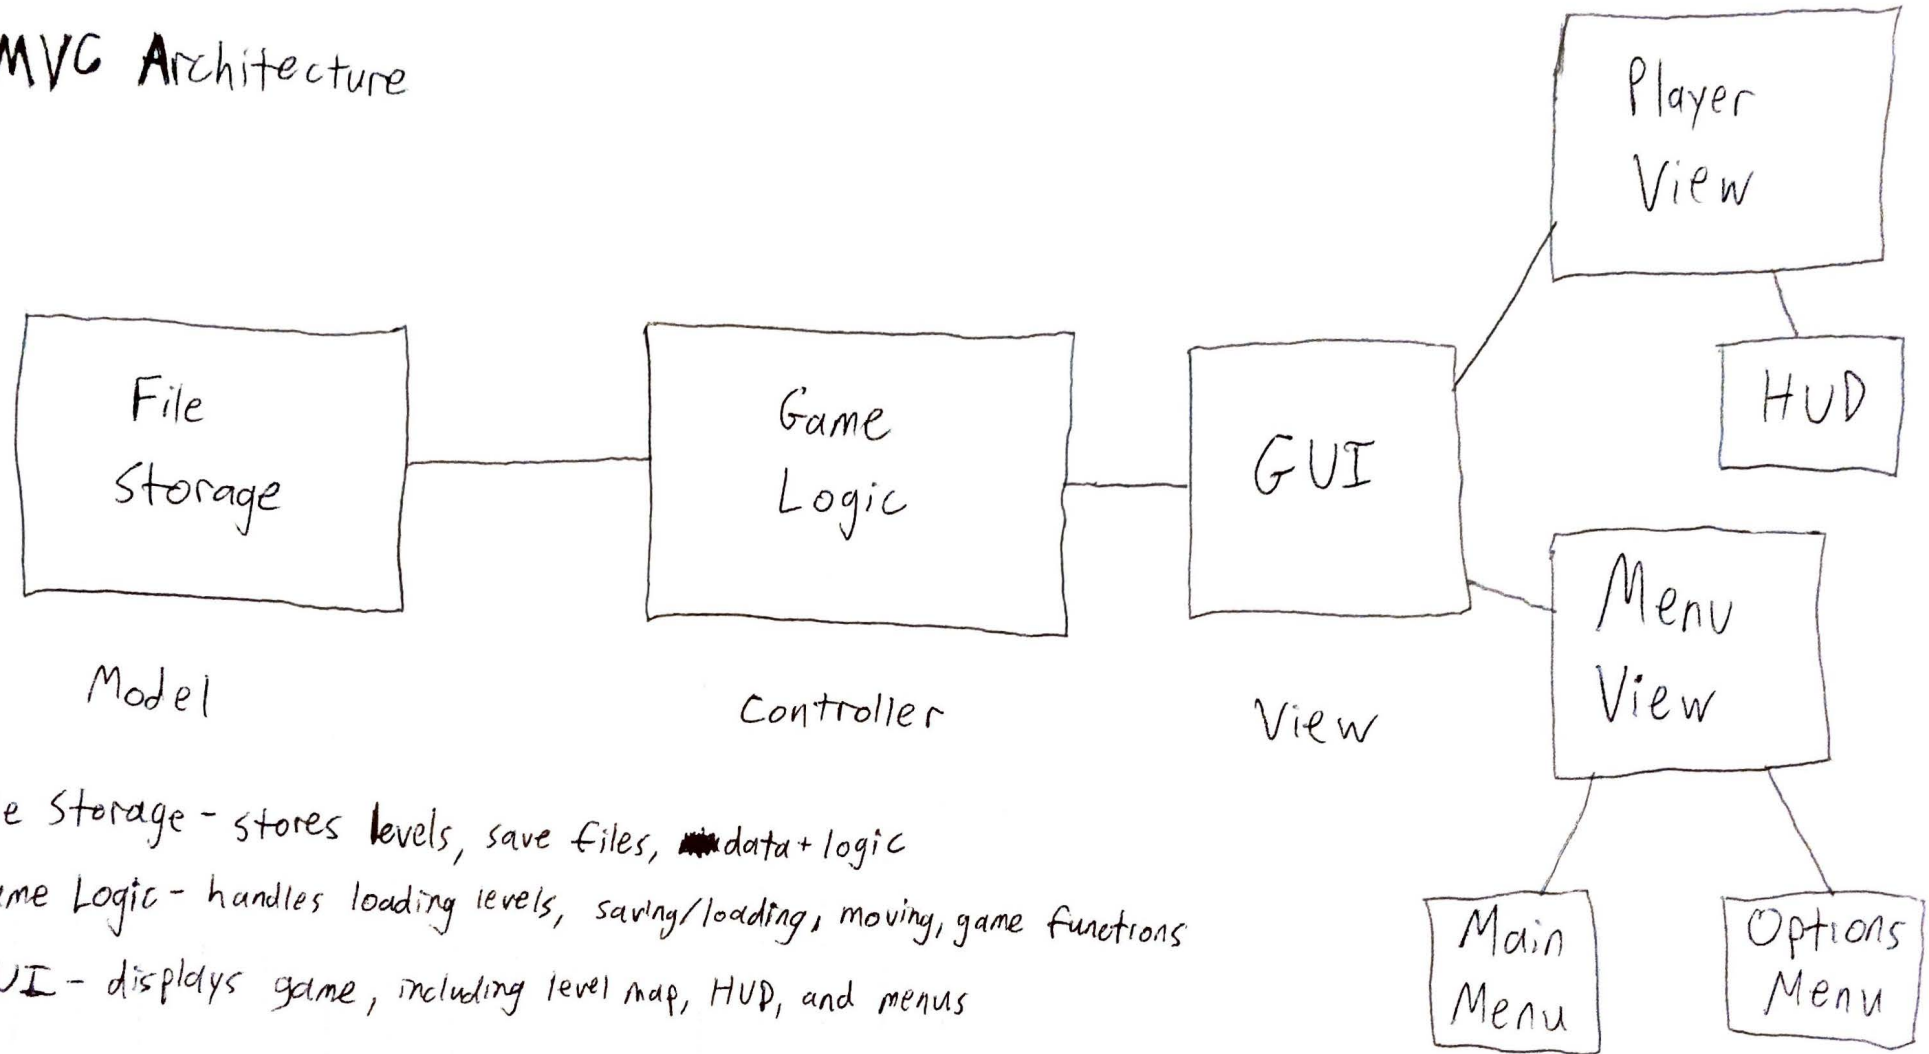 MVC Architecture
Player
View
HUD
File
Storage
Game
Logic
GUI
Menu
View
Model
Controller
View
Main
Menu
Options
Menu
e Storage - stores levels, save files, data + logic
me Logic - handles loading levels, saving/loading, moving, game functions
UI - displays game, including level map, HUD, and menus